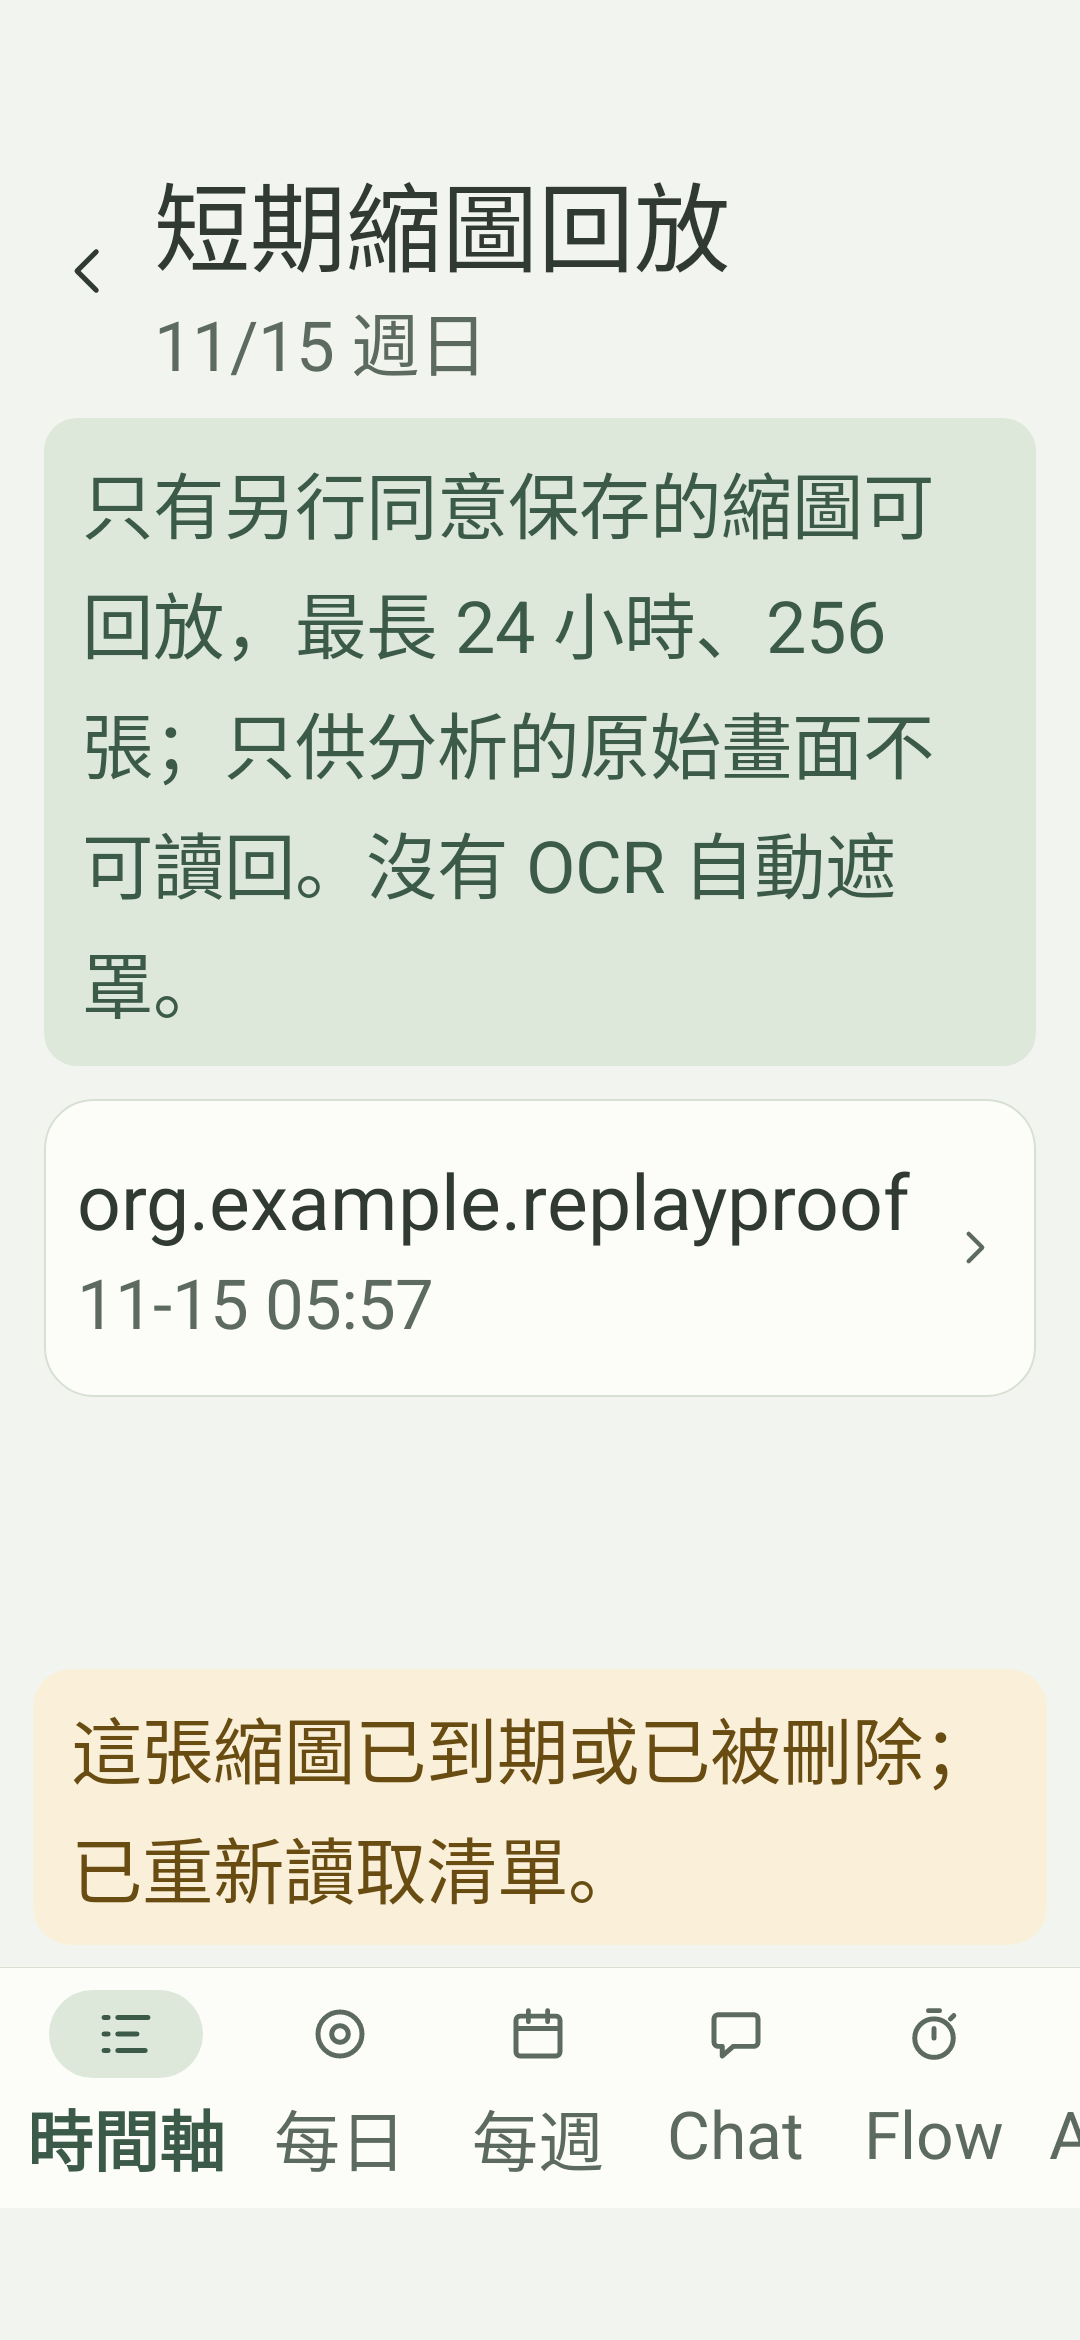 短期縮圖回放
11/15 週日
只有另行同意保存的縮圖可
回放，最長 24 小時、256
張；只供分析的原始畫面不
可讀回。沒有 OCR 自動遮
罩。
org.example.replayproof
11-15 05:57
這張縮圖已到期或已被刪除；
已重新讀取清單。
時間軸
每日
每週
Chat
Flow